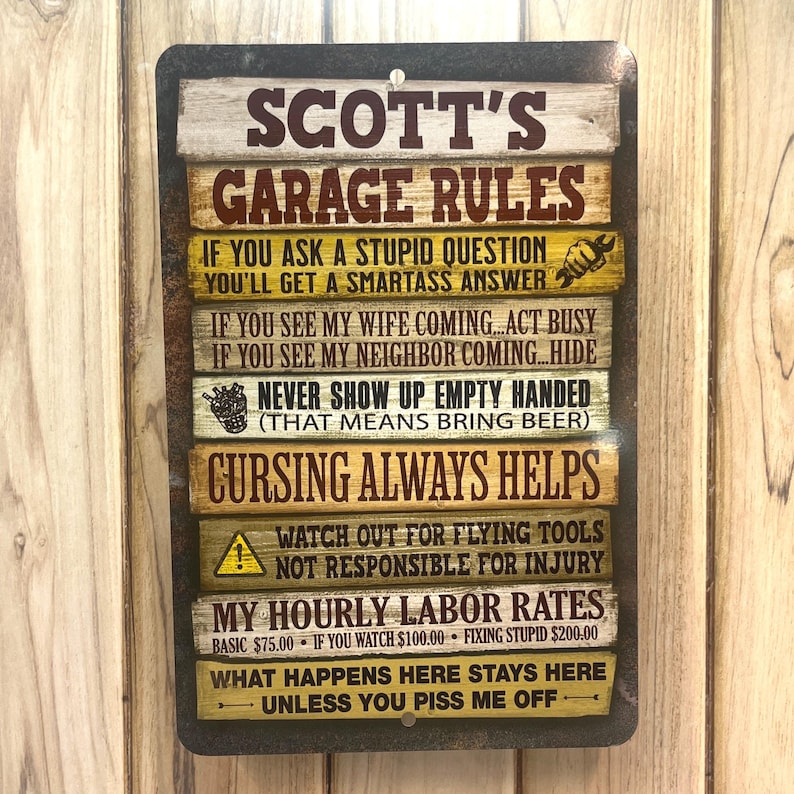 SCOTT'S
GARAGE RULES
IF YOU ASK A STUPID QUESTION
YOU'LL GET A SMARTASS ANSWER
IF YOU SEE MY WIFE COMING...ACT BUSY
IF YOU SEE MY NEIGHBOR COMING...HIDE
NEVER SHOW UP EMPTY HANDED
(THAT MEANS BRING BEER)
CURSING ALWAYS HELPS
! WATCH OUT FOR FLYING TOOLS
NOT RESPONSIBLE FOR INJURY
MY HOURLY LABOR RATES
BASIC $75.00 • IF YOU WATCH $100.00 • FIXING STUPID $200.00
WHAT HAPPENS HERE STAYS HERE
UNLESS YOU PISS ME OFF